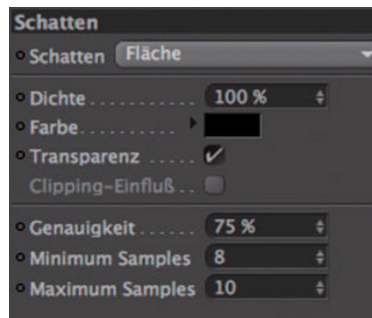 Schatten
Schatten Fläche
Dichte . . . . . . . . . . . 100 %
Farbe . . . . . . . . .
Transparenz . . . . .
Clipping-Einfluß . .
Genauigkeit . . . . . . 75 %
Minimum Samples 8
Maximum Samples 10